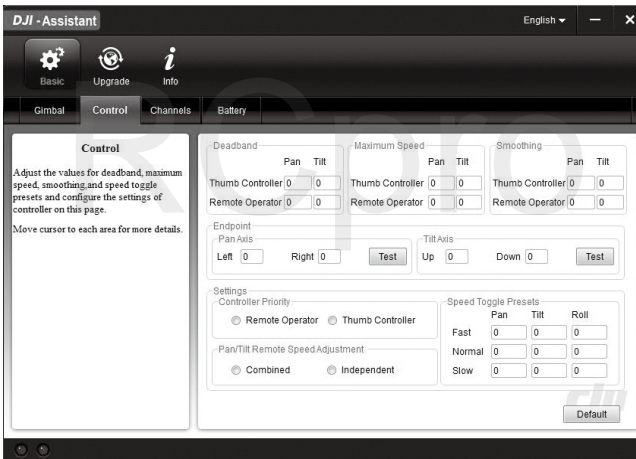 DJI - Assistant
English
Basic
Upgrade
Info
Gimbal
Control
Channels
Battery
Control
Adjust the values for deadband, maximum
speed, smoothing,and speed toggle
presets and configure the settings of
controller on this page.
Move cursor to each area for more details.
Deadband
Pan Tilt
Thumb Controller 0 0
Remote Operator 0 0
Maximum Speed
Pan Tilt
Thumb Controller 0 0
Remote Operator 0 0
Smoothing
Pan Tilt
Thumb Controller 0 0
Remote Operator 0 0
Endpoint
Pan Axis
Left 0 Right 0 Test
Tilt Axis
Up 0 Down 0 Test
Settings
Controller Priority
Remote Operator Thumb Controller
Pan/Tilt Remote Speed Adjustment
Combined Independent
Speed Toggle Presets
Pan Tilt Roll
Fast 0 0 0
Normal 0 0 0
Slow 0 0 0
Default
RCpro
dji